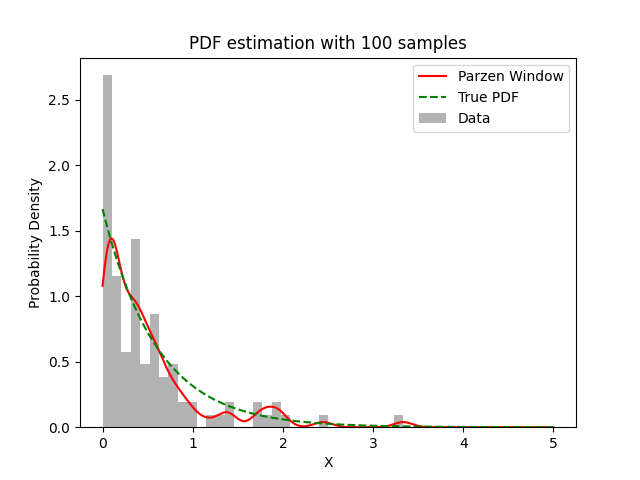 PDF estimation with 100 samples
Parzen Window
True PDF
Data
Probability Density
2.5
2.0
1.5
1.0
0.5
0.0
0
1
2
3
4
5
X